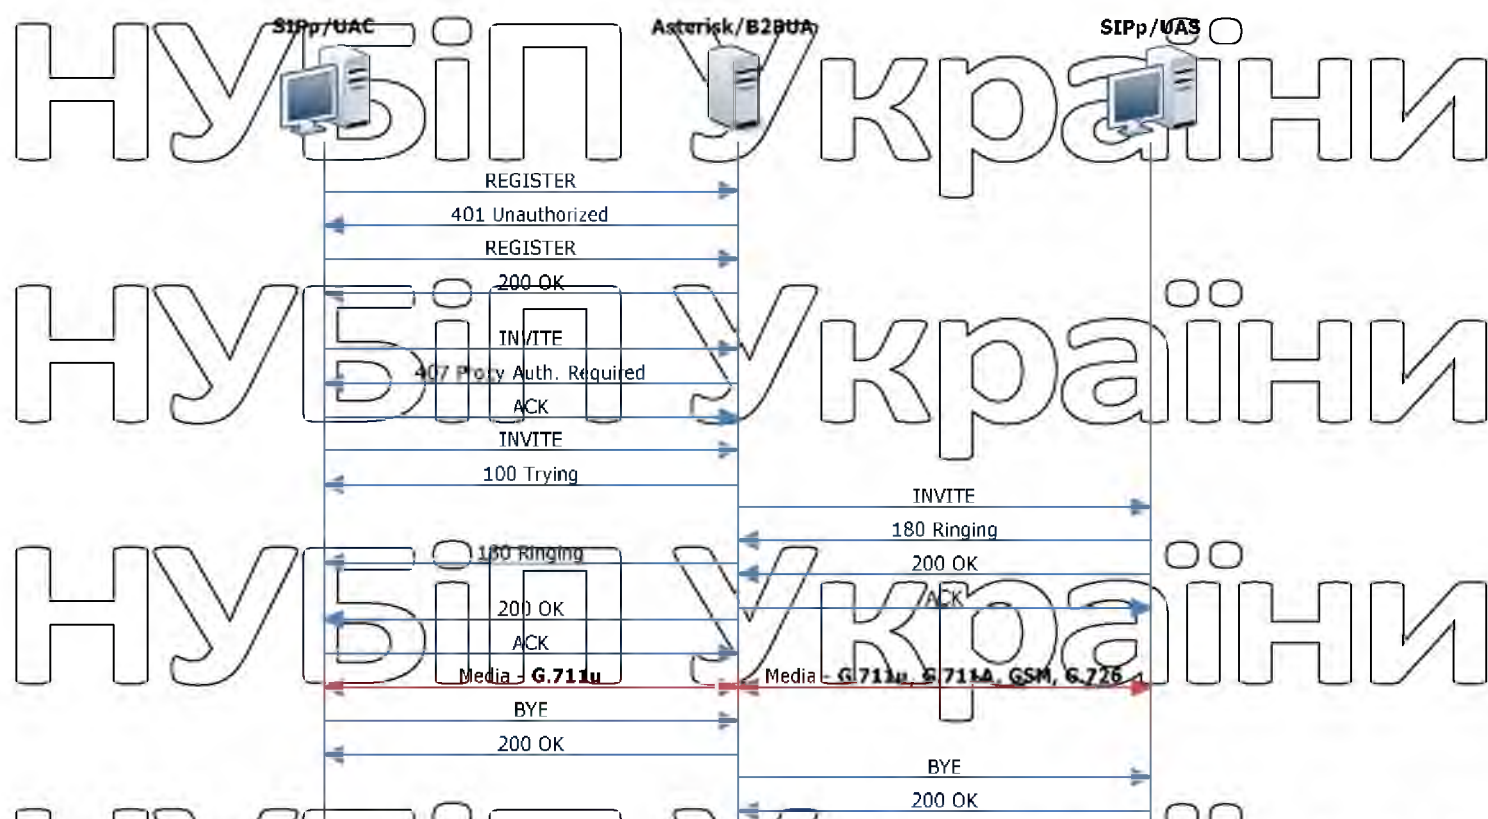 SIPp/UAC Asterisk/B2BUA SIPp/UAS
НУБіП України
REGISTER
401 Unauthorized
REGISTER
200 OK
НУБіП України
INVITE
407 Proxy Auth. Required
ACK
INVITE
100 Trying
INVITE
180 Ringing
180 Ringing
200 OK
НУБіП України
ACK
200 OK
ACK
Media - G.711u Media - G.711u, G.711A, GSM, G.726
BYE
200 OK
BYE
200 OK